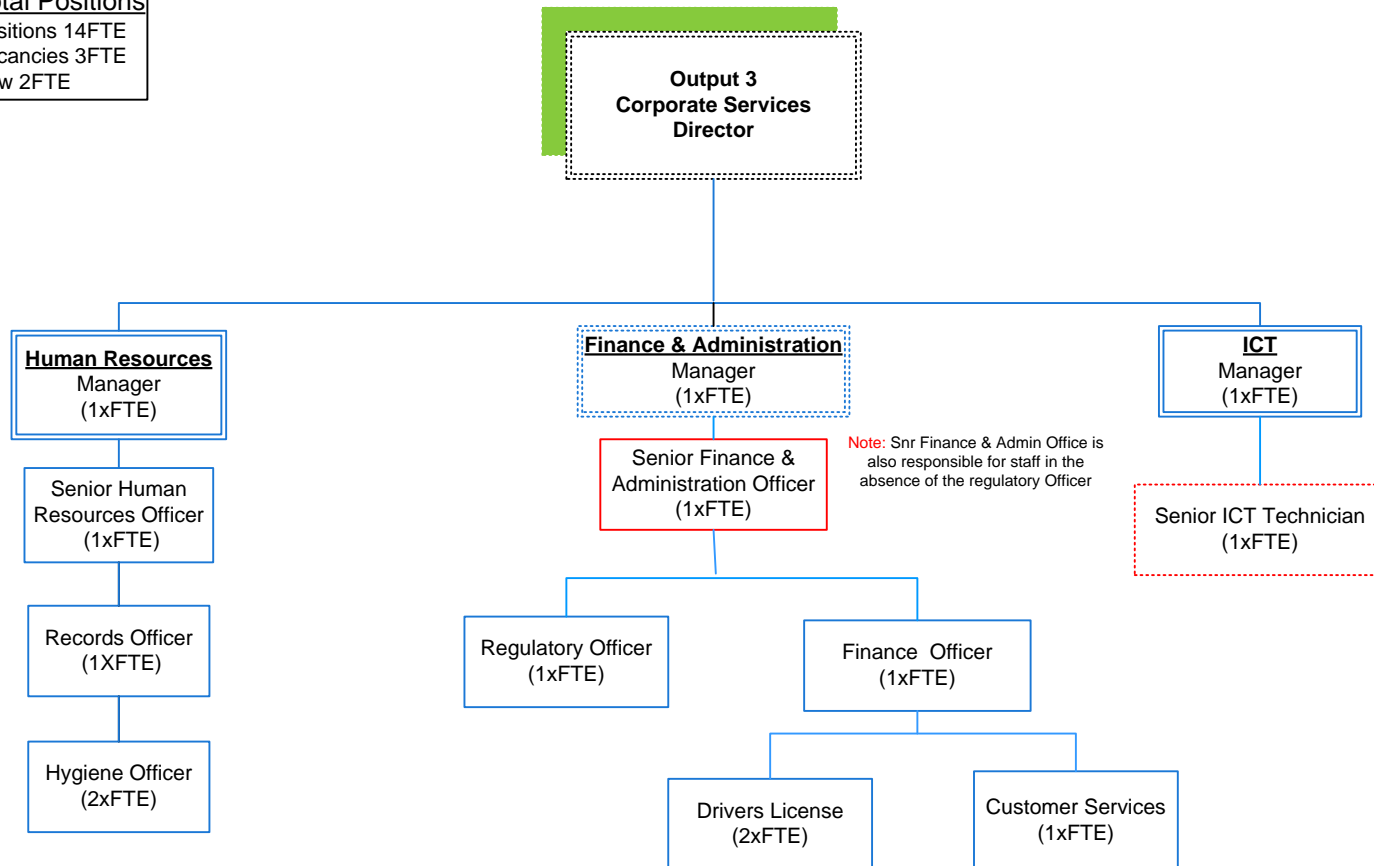 Positions
14FTE
3FTE
2FTE
Output 3
Corporate Services
Director
Human Resources
Manager
(1xFTE)
Finance & Administration
Manager
(1xFTE)
ICT
Manager
(1xFTE)
Senior Human
Resources Officer
(1xFTE)
Senior Finance &
Administration Officer
(1xFTE)
Note: Snr Finance & Admin Office is
also responsible for staff in the
absence of the regulatory Officer
Senior ICT Technician
(1xFTE)
Records Officer
(1XFTE)
Regulatory Officer
(1xFTE)
Finance Officer
(1xFTE)
Hygiene Officer
(2xFTE)
Drivers License
(2xFTE)
Customer Services
(1xFTE)